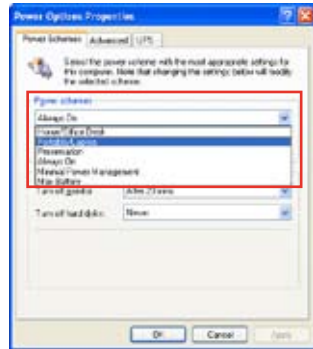 Power Options Properties
Power Schemes Advanced UPS
Select the power scheme with the most appropriate settings for
this computer. Note that changing the settings below will modify
the selected scheme.
Power schemes
Always On
Home/Office Desk
Portable/Laptop
Presentation
Always On
Minimal Power Management
Max Battery
Turn off monitor: After 20 mins
Turn off hard disks: Never
OK Cancel Apply